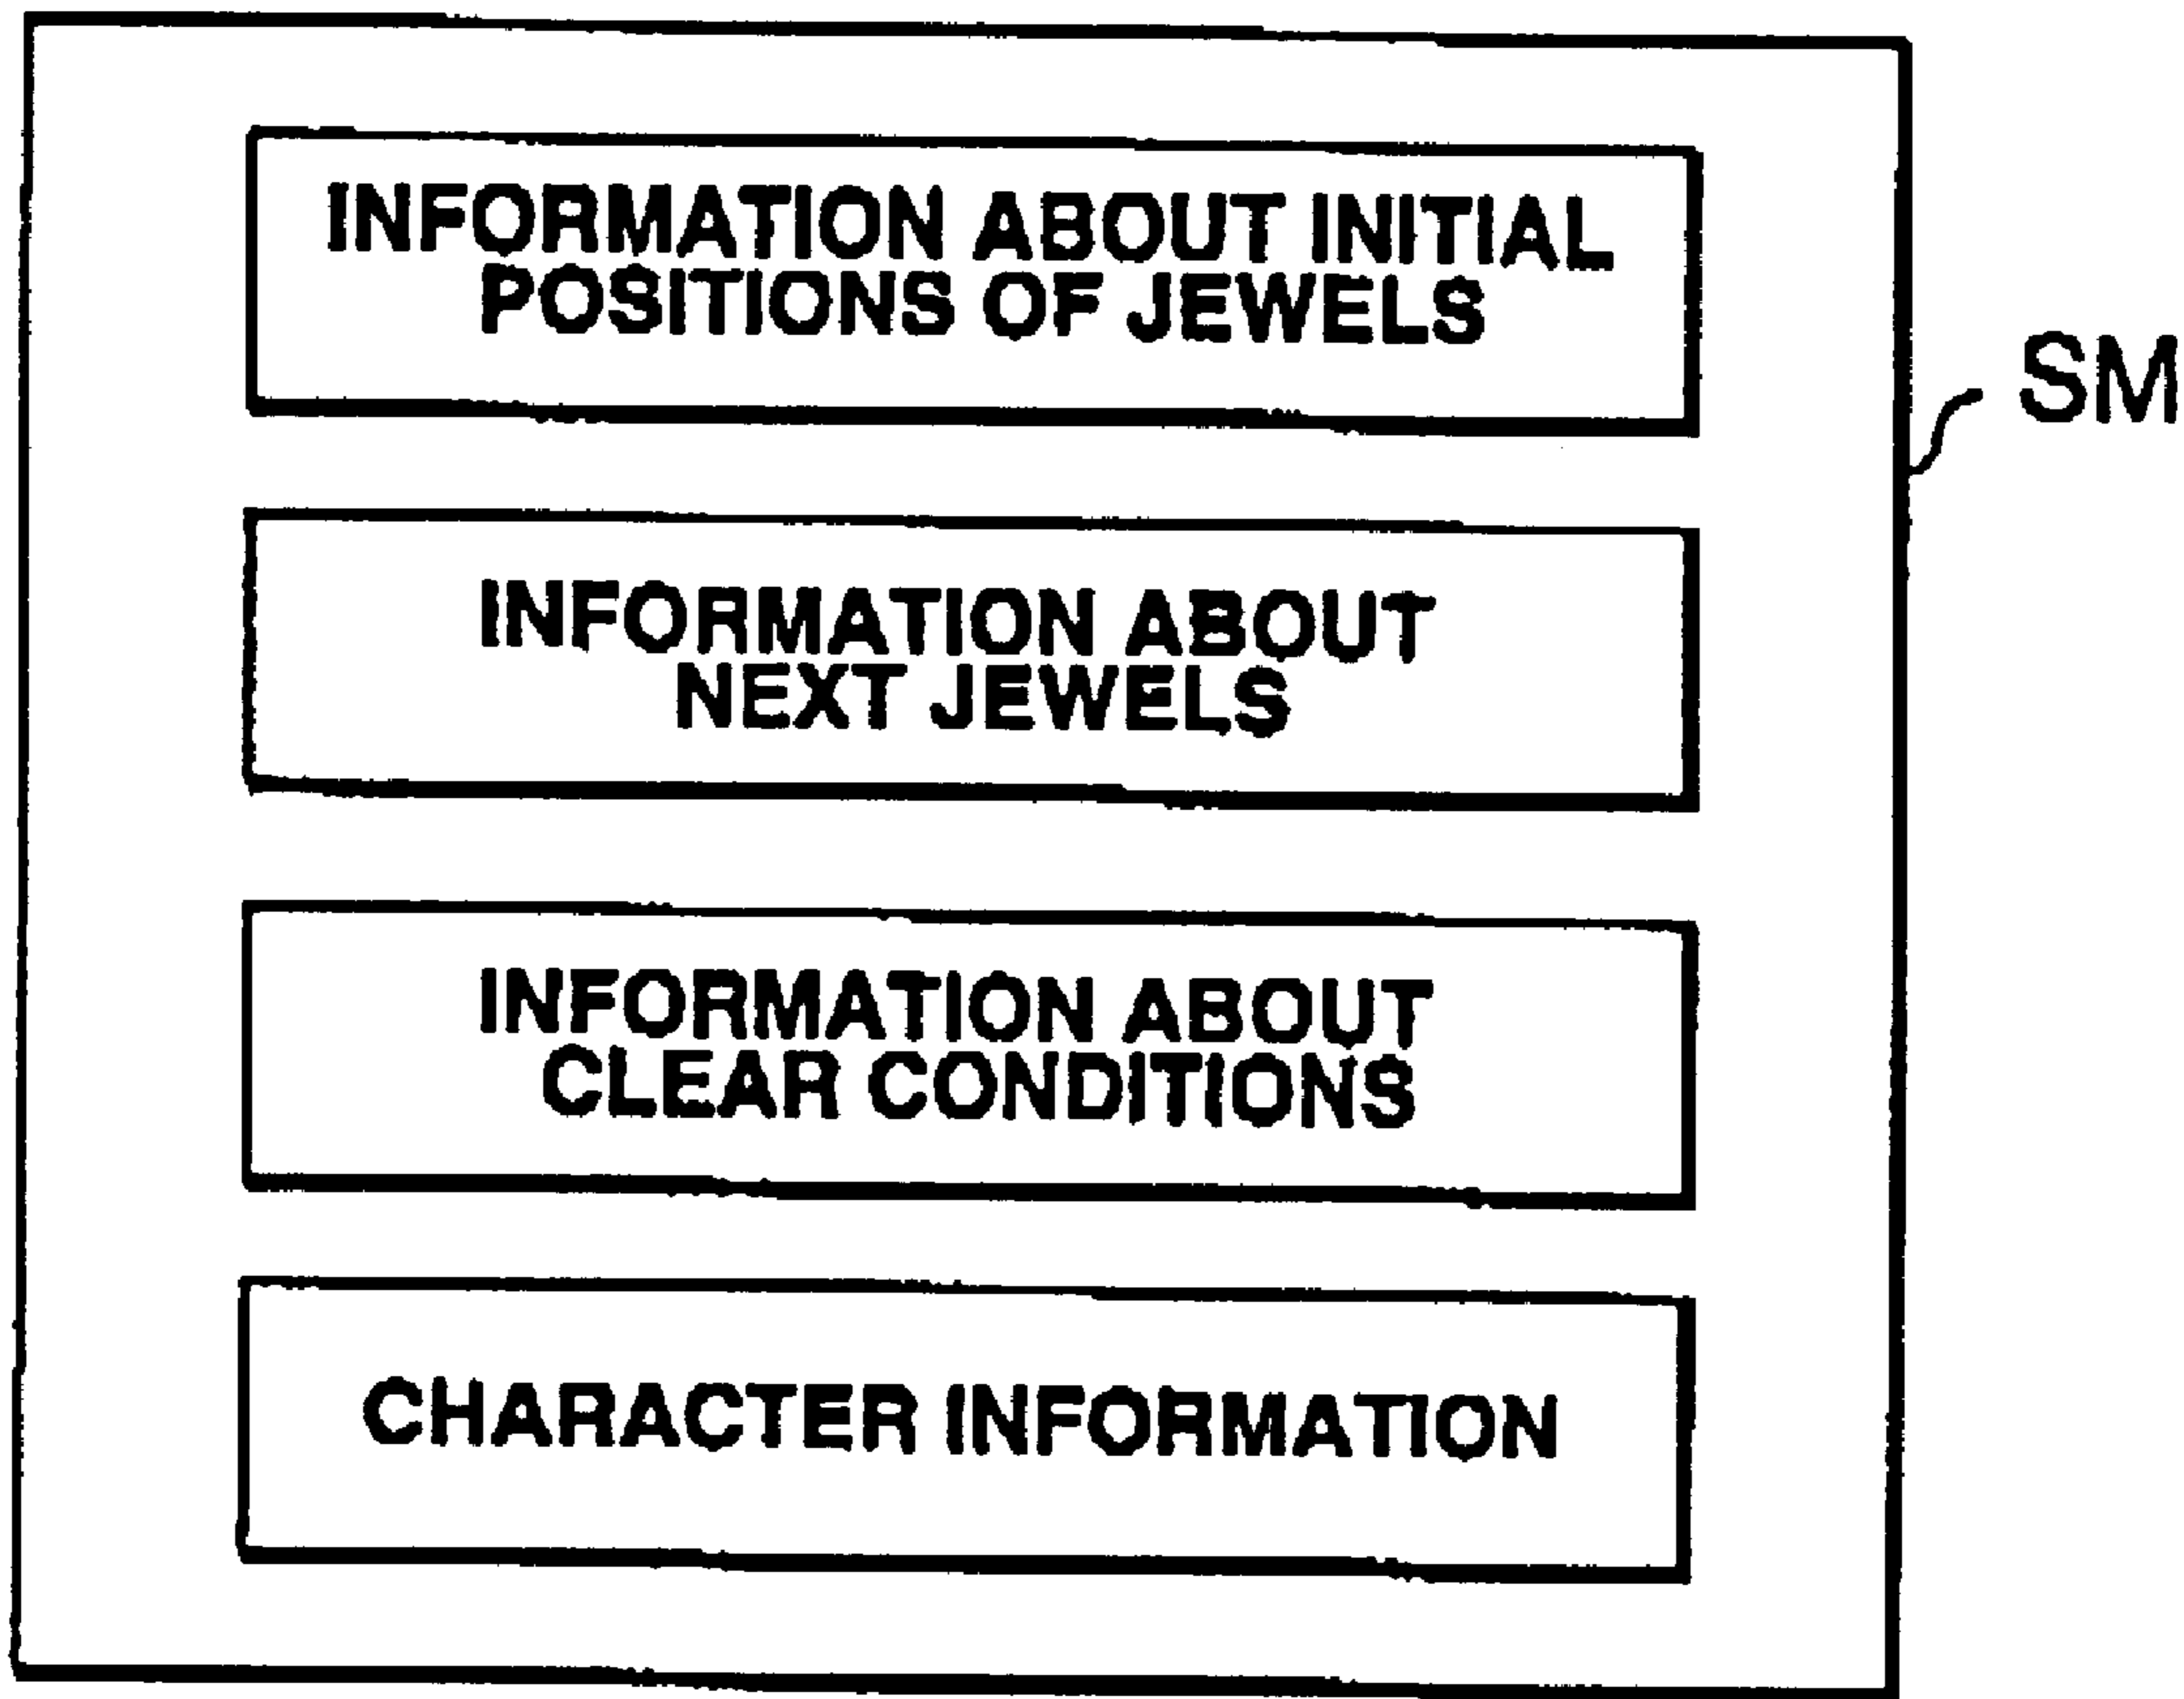 INFORMATION ABOUT INITIAL
POSITIONS OF JEWELS
SM
INFORMATION ABOUT
NEXT JEWELS
INFORMATION ABOUT
CLEAR CONDITIONS
CHARACTER INFORMATION